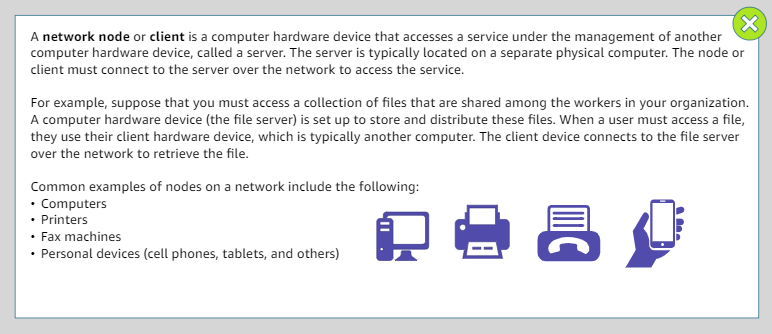 A network node or client is a computer hardware device that accesses a service under the management of another
computer hardware device, called a server. The server is typically located on a separate physical computer. The node or
client must connect to the server over the network to access the service.
For example, suppose that you must access a collection of files that are shared among the workers in your organization.
A computer hardware device (the file server) is set up to store and distribute these files. When a user must access a file,
they use their client hardware device, which is typically another computer. The client device connects to the file server
over the network to retrieve the file.
Common examples of nodes on a network include the following:
• Computers
• Printers
• Fax machines
• Personal devices (cell phones, tablets, and others)